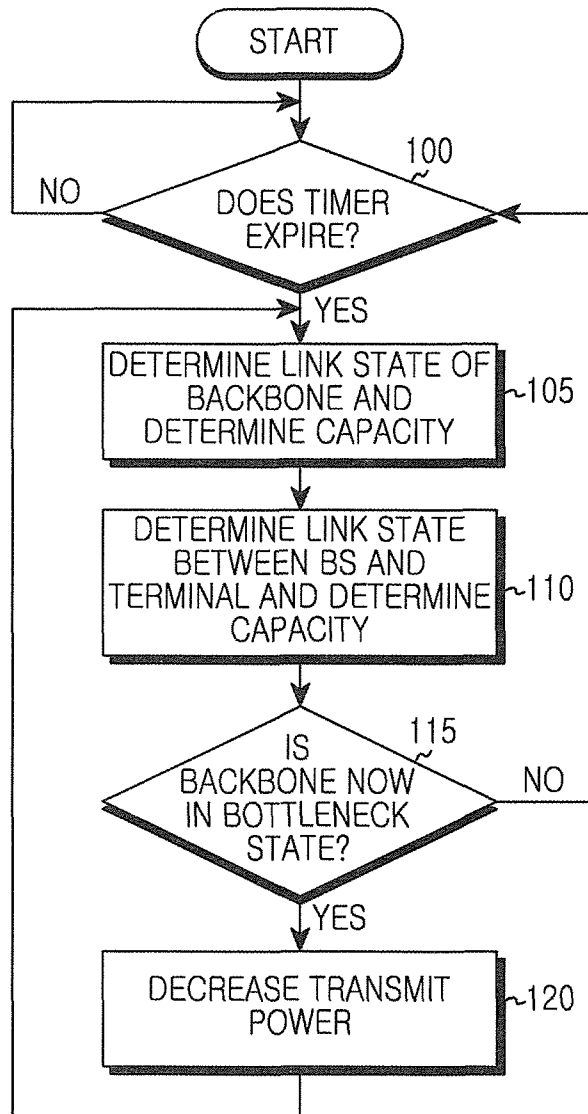 START
100
NO
DOES TIMER
EXPIRE?
YES
DETERMINE LINK STATE OF
BACKBONE AND
DETERMINE CAPACITY
105
DETERMINE LINK STATE
BETWEEN BS AND
TERMINAL AND DETERMINE
CAPACITY
110
115
IS
BACKBONE NOW
IN BOTTLENECK
STATE?
NO
YES
DECREASE TRANSMIT
POWER
120